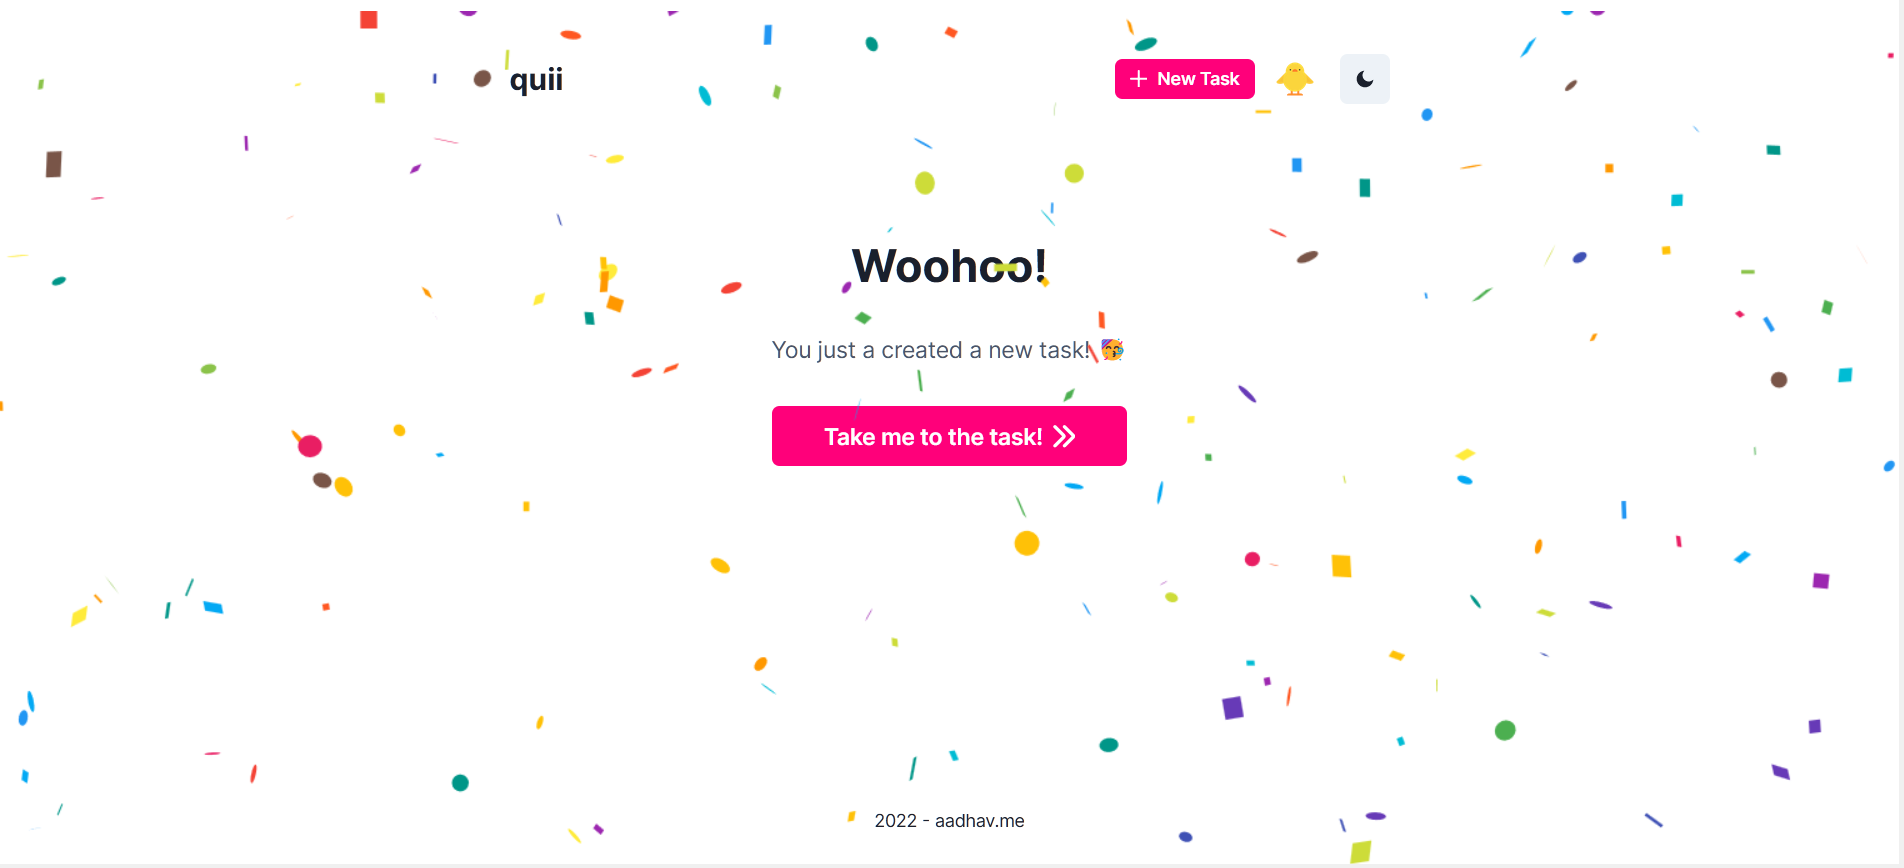 quii
New Task
Woohoo!
You just a created a new task! 🥳
Take me to the task!
2022 - aadhav.me